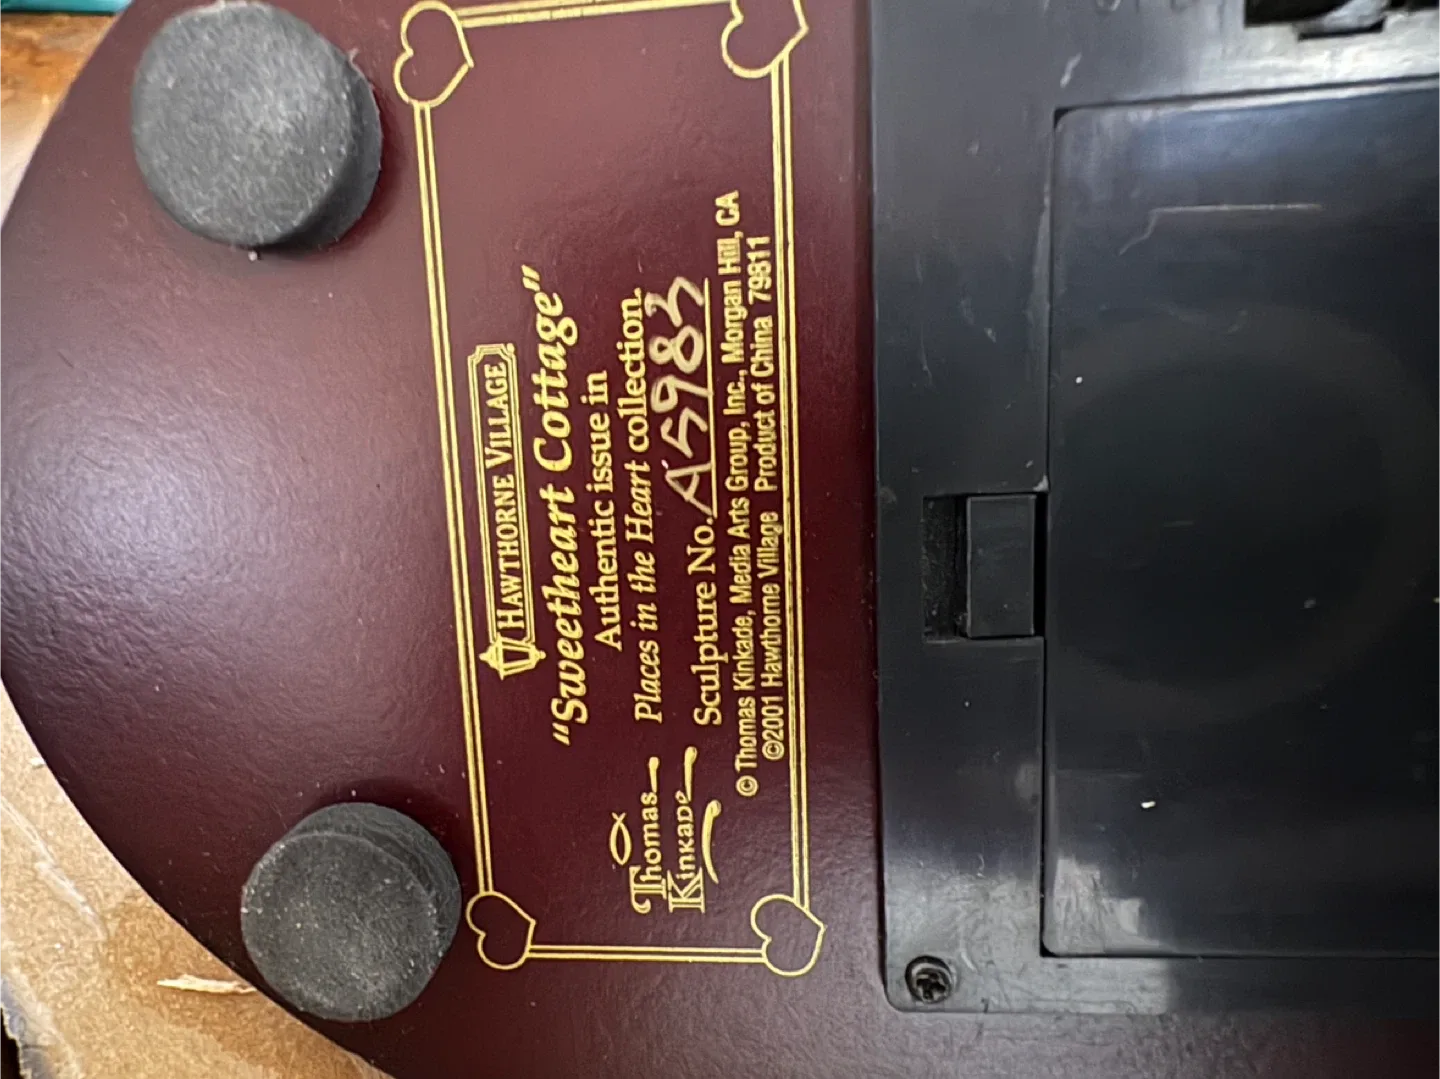 HAWTHORNE VILLAGE
"Sweetheart Cottage"
Authentic issue in
Places in the Heart collection.
Thomas
Kinkade
Sculpture No. A5983
© Thomas Kinkade, Media Arts Group, Inc., Morgan Hill, CA
©2001 Hawthorne Village Product of China 79811